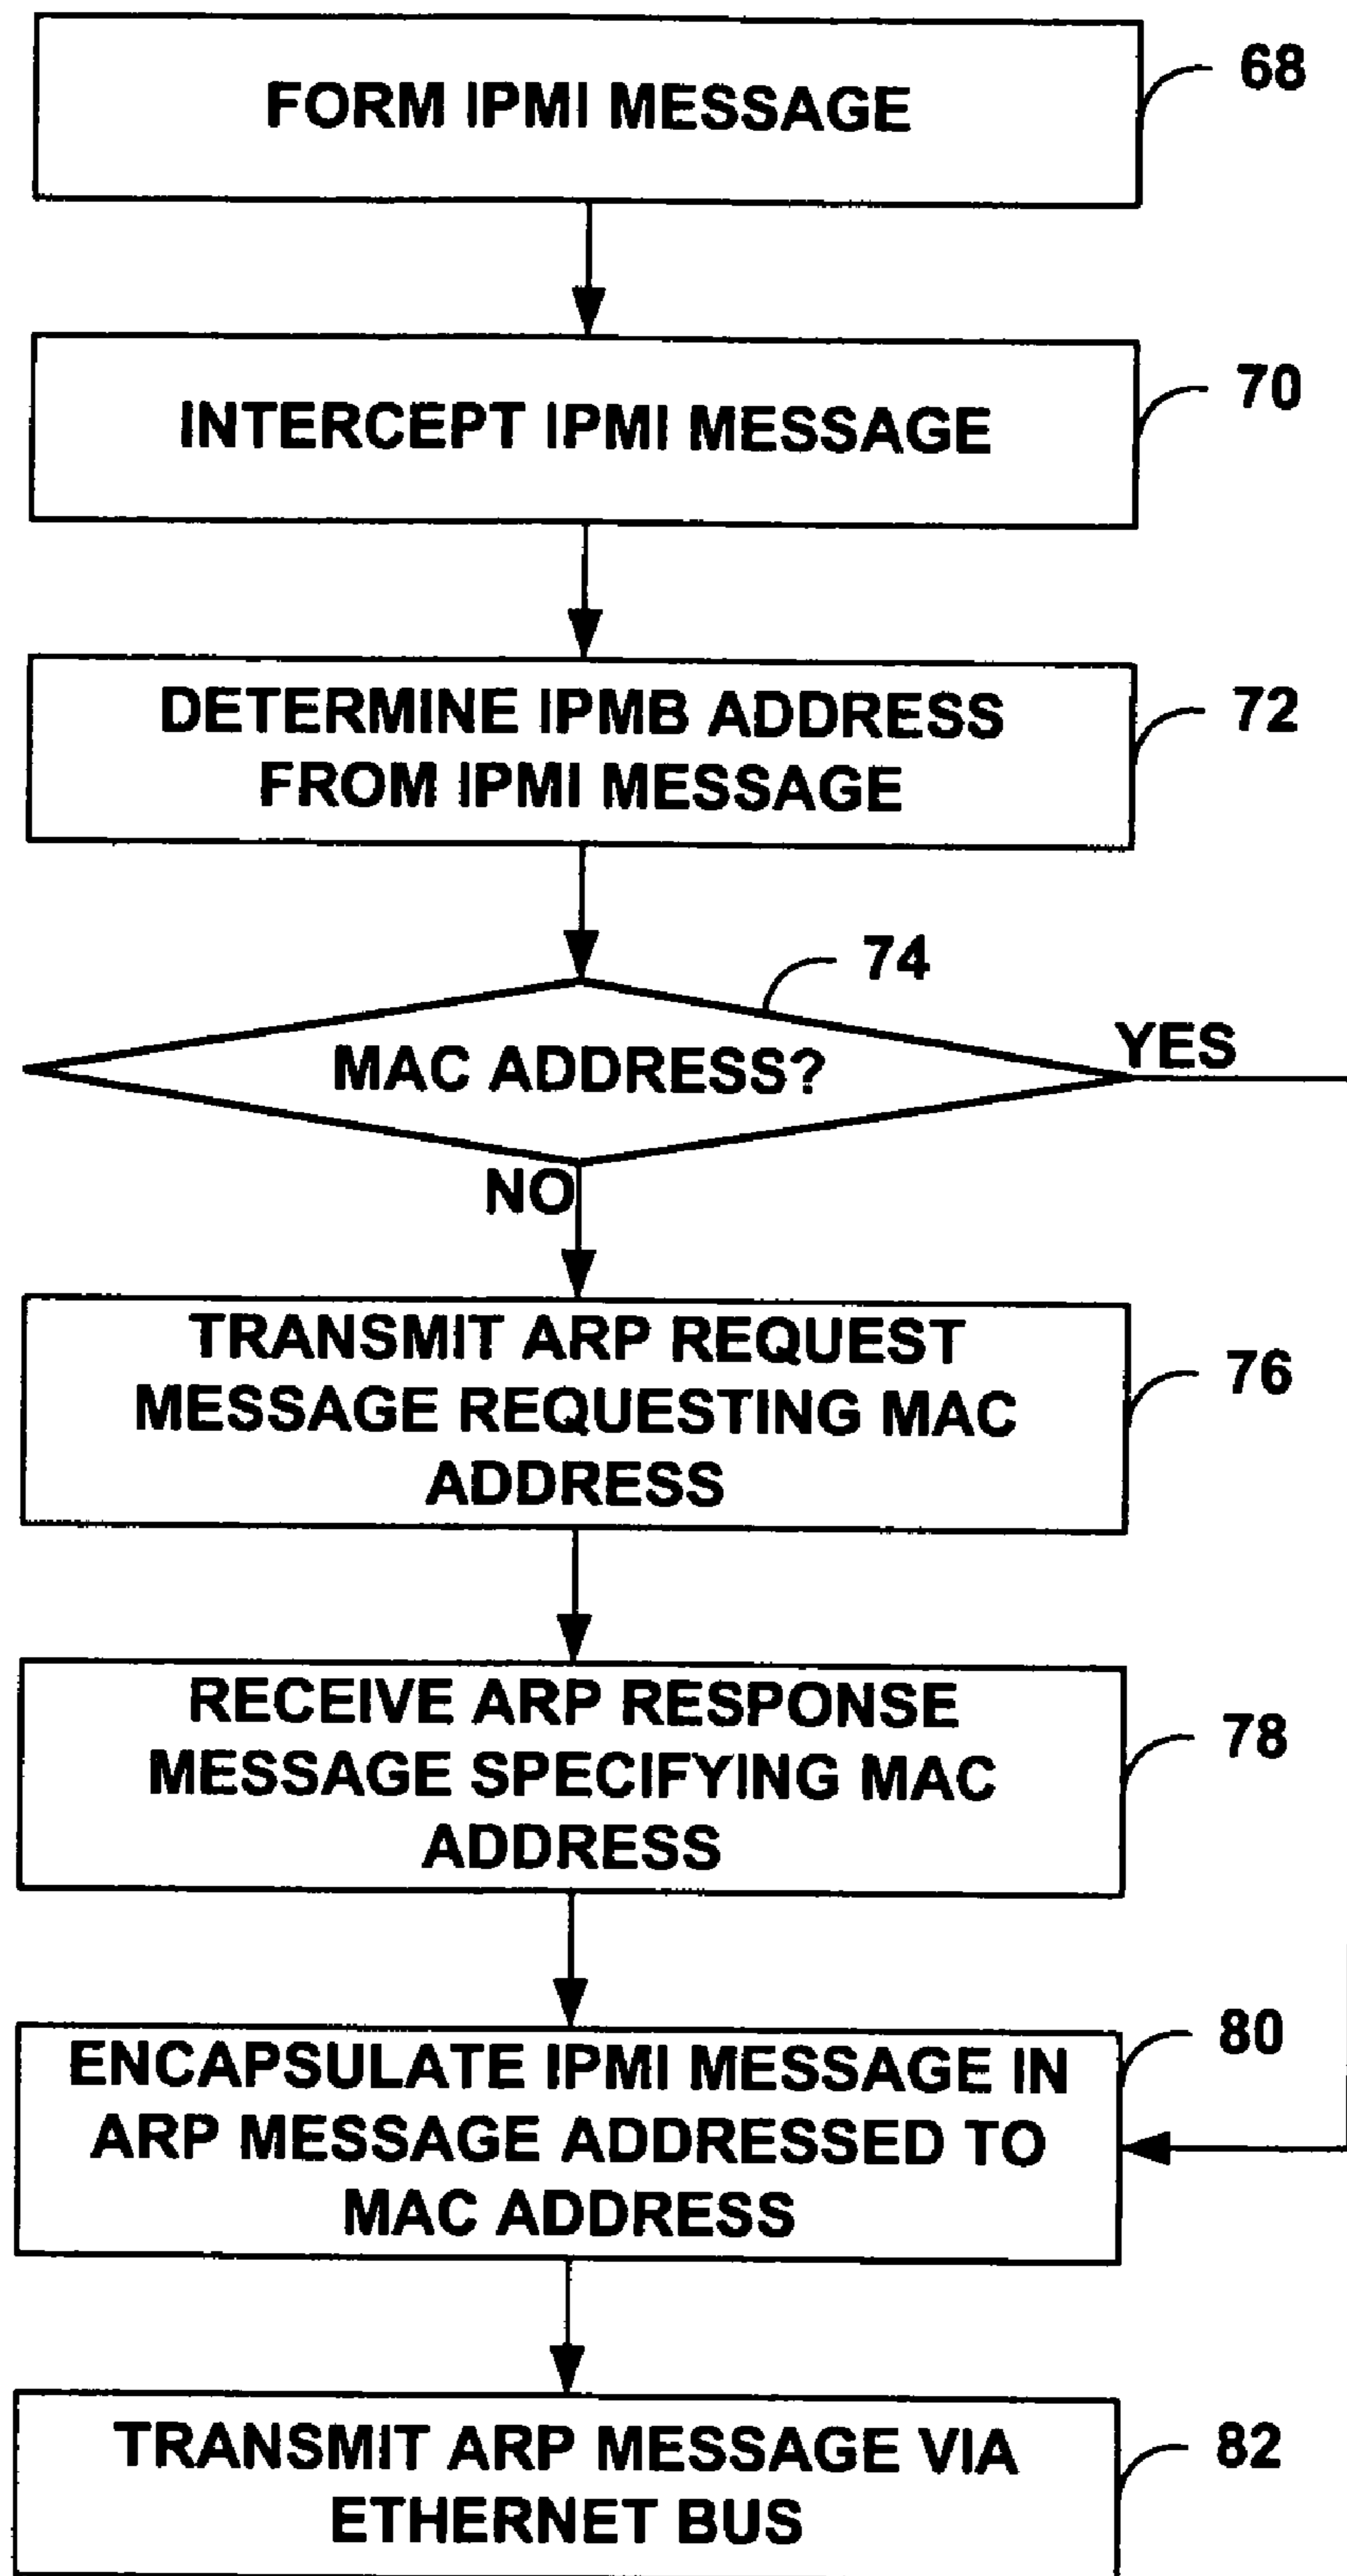 FORM IPMI MESSAGE
68
INTERCEPT IPMI MESSAGE
70
DETERMINE IPMB ADDRESS
FROM IPMI MESSAGE
72
74
MAC ADDRESS?
YES
NO
TRANSMIT ARP REQUEST
MESSAGE REQUESTING MAC
ADDRESS
76
RECEIVE ARP RESPONSE
MESSAGE SPECIFYING MAC
ADDRESS
78
ENCAPSULATE IPMI MESSAGE IN
ARP MESSAGE ADDRESSED TO
MAC ADDRESS
80
TRANSMIT ARP MESSAGE VIA
ETHERNET BUS
82